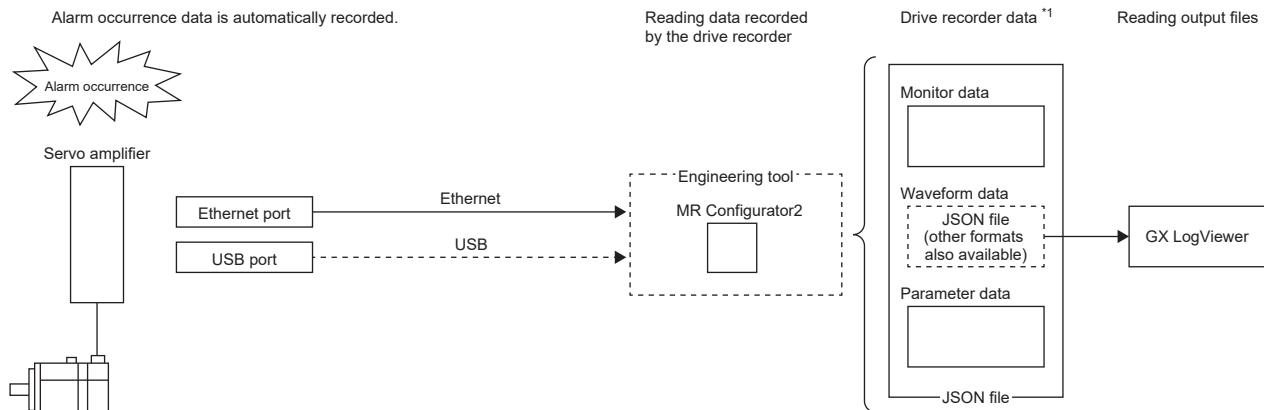 Alarm occurrence data is automatically recorded.
Reading data recorded
by the drive recorder
Drive recorder data *1
Reading output files
Alarm occurrence
Servo amplifier
Ethernet port
USB port
Ethernet
USB
Engineering tool
MR Configurator2
Monitor data
Waveform data
JSON file
(other formats
also available)
Parameter data
JSON file
GX LogViewer